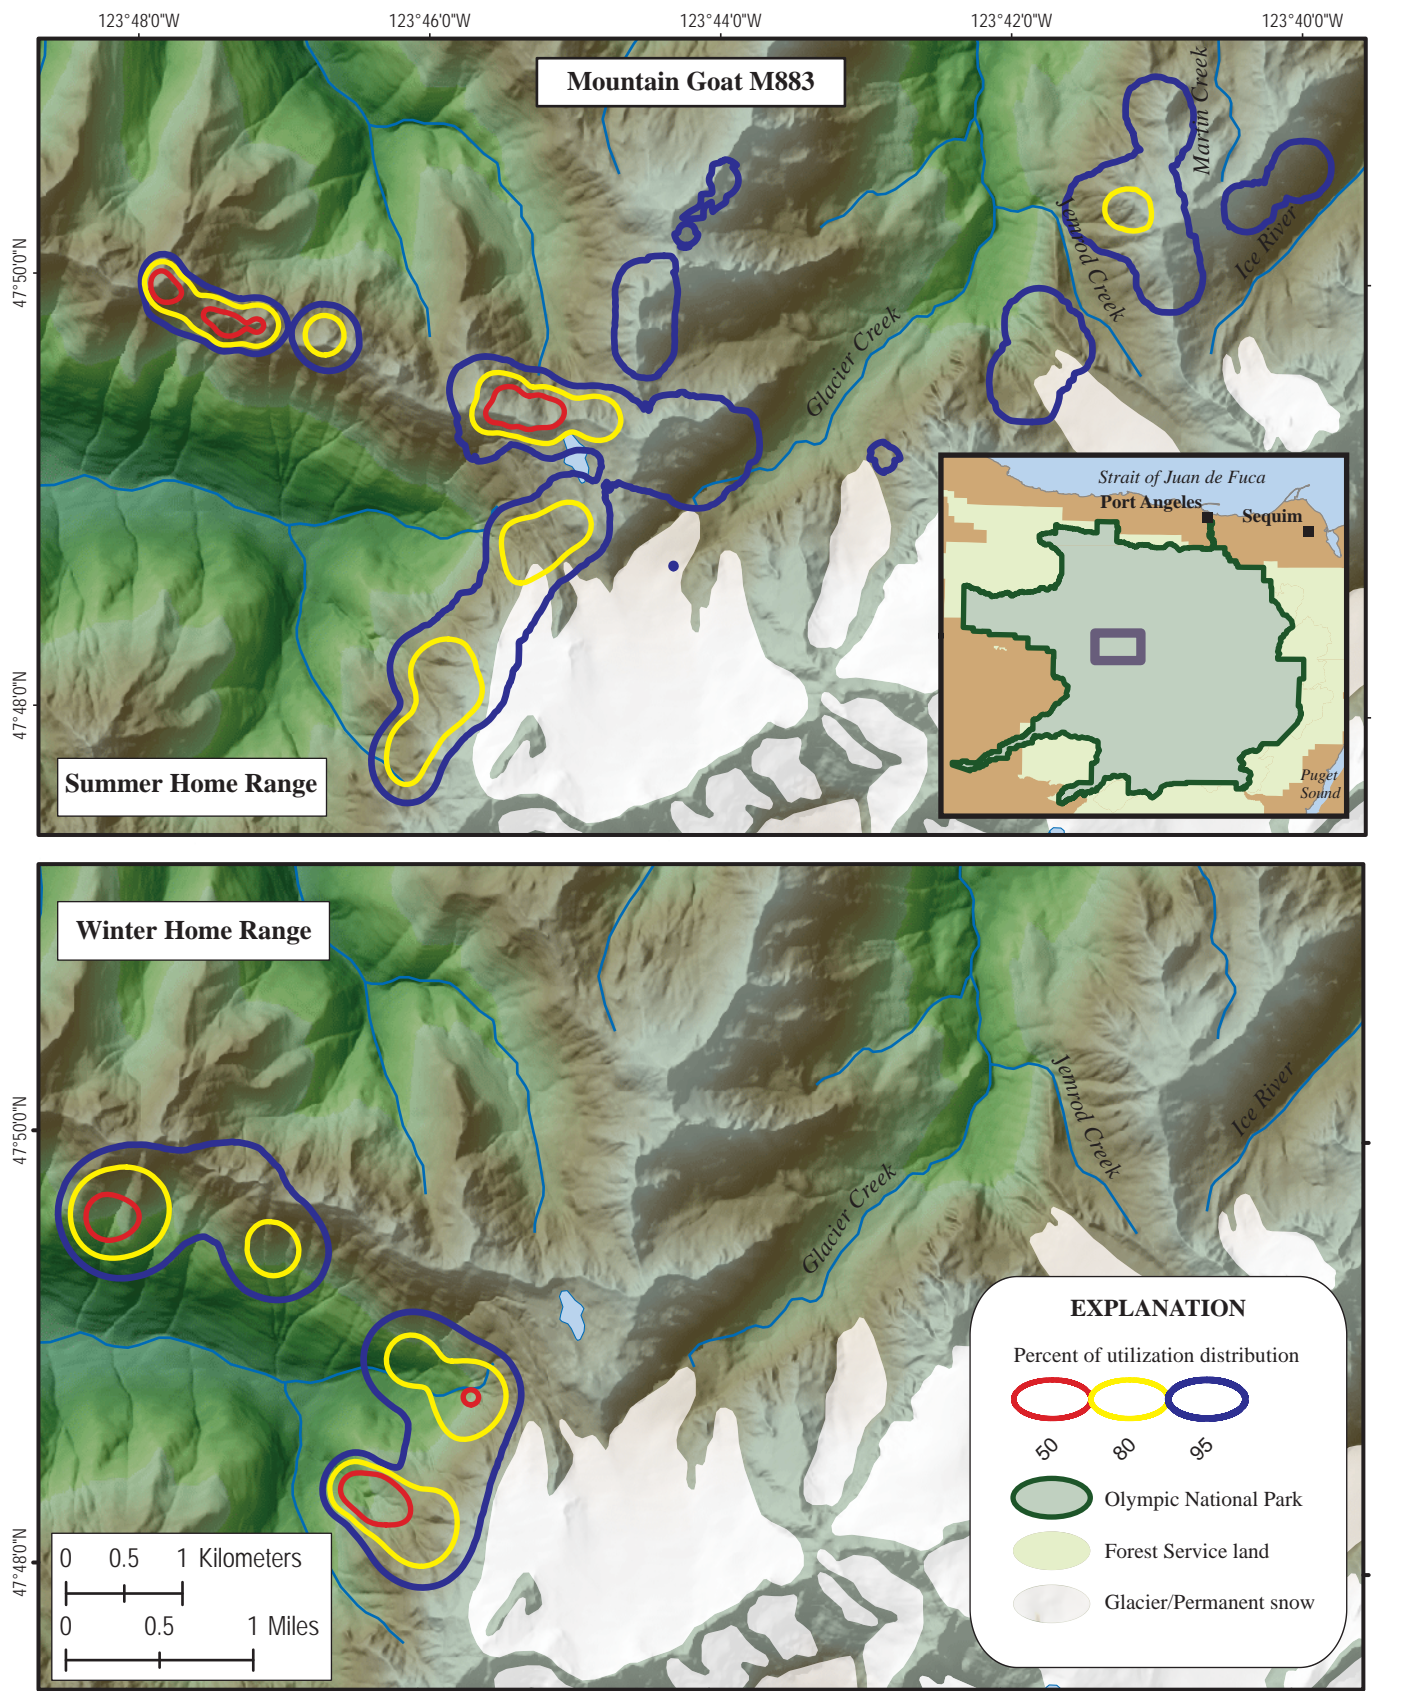 123°48'0"W
123°46'0"W
123°44'0"W
123°42'0"W
123°40'0"W
Mountain Goat M883
Martin Creek
Jemrod Creek
Ice River
47°50'0"N
Glacier Creek
Strait of Juan de Fuca
Port Angeles
Sequim
47°48'0"N
Puget
Sound
Summer Home Range
Winter Home Range
Jemrod Creek
Ice River
47°50'0"N
Glacier Creek
EXPLANATION
Percent of utilization distribution
50
80
95
Olympic National Park
Forest Service land
Glacier/Permanent snow
47°48'0"N
0 0.5 1 Kilometers
0 0.5 1 Miles